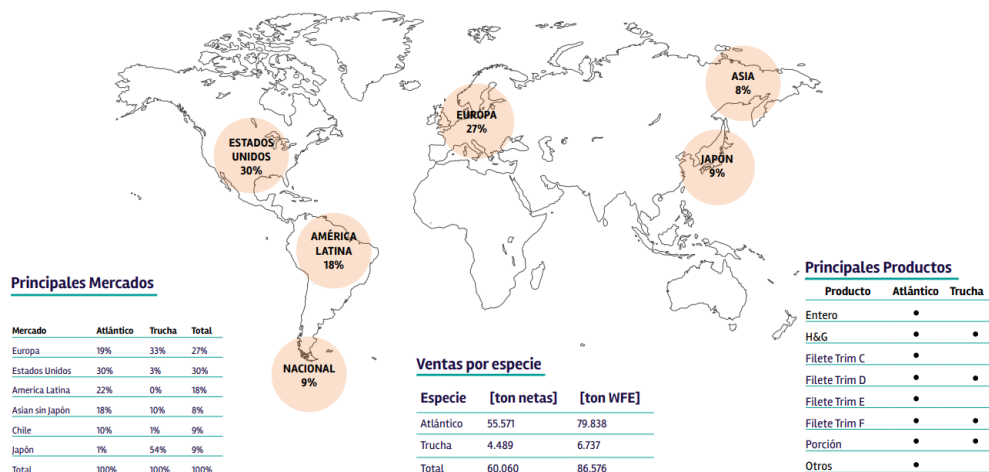 ASIA
8%
EUROPA
27%
ESTADOS
UNIDOS
30%
JAPÓN
9%
AMÉRICA
LATINA
18%
NACIONAL
9%
Principales Mercados
Mercado Atlántico Trucha Total
Europa 19% 33% 27%
Estados Unidos 30% 3% 30%
America Latina 22% 0% 18%
Asian sin Japón 18% 10% 8%
Chile 10% 1% 9%
Japón 1% 54% 9%
Total 100% 100% 100%
Ventas por especie
Especie [ton netas] [ton WFE]
Atlántico 55.571 79.838
Trucha 4.489 6.737
Total 60.060 86.576
Principales Productos
Producto Atlántico Trucha
Entero •
H&G • •
Filete Trim C •
Filete Trim D • •
Filete Trim E •
Filete Trim F • •
Porción • •
Otros •